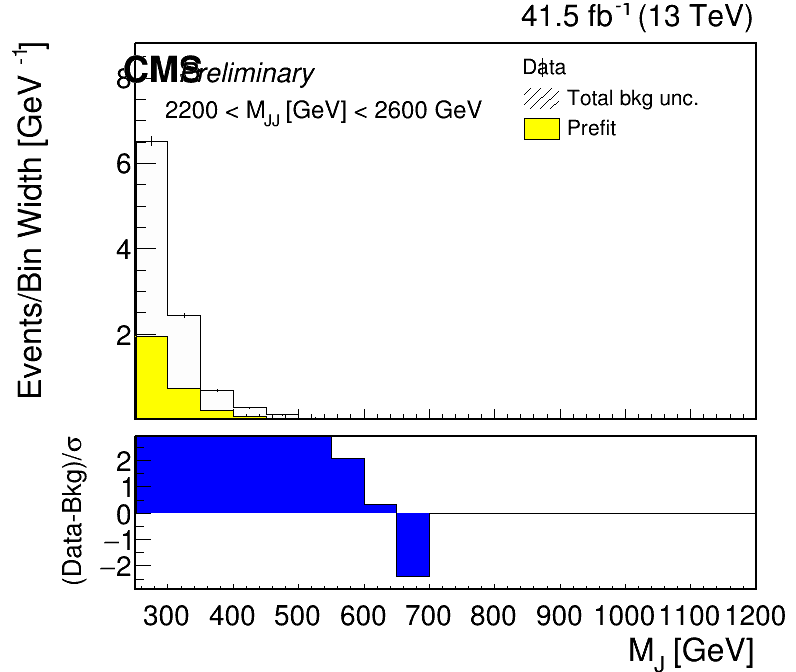 41.5 fb-1 (13 TeV)
CMS Preliminary
2200 < MJJ [GeV] < 2600 GeV
Data
Total bkg unc.
Prefit
Events/Bin Width [GeV-1]
8
6
4
2
(Data-Bkg)/σ
2
1
0
−1
−2
300 400 500 600 700 800 900 1000 1100 1200
MJ [GeV]